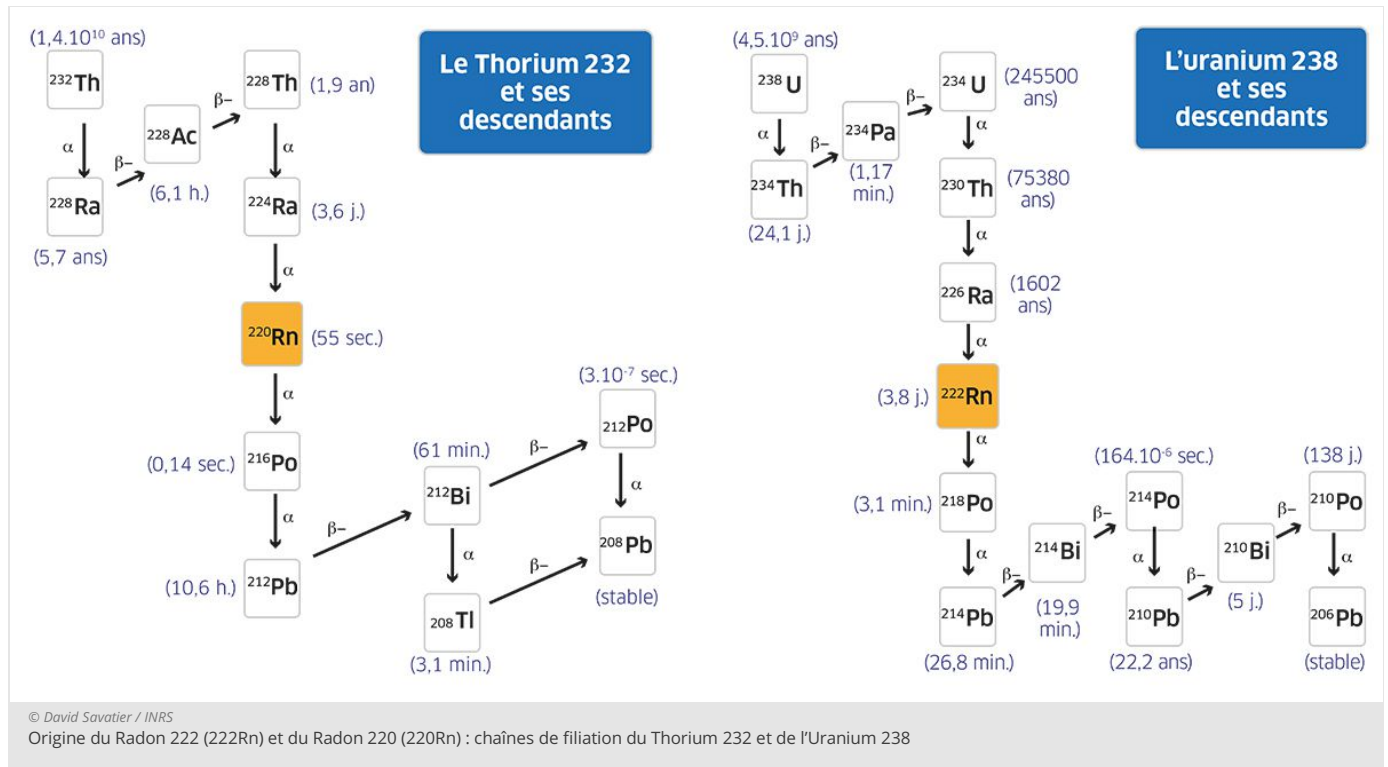 Le Thorium 232
et ses
descendants
(1,4.10¹⁰ ans)
²³²Th
α
²²⁸Ra
(5,7 ans)
β–
²²⁸Ac
(6,1 h.)
β–
²²⁸Th
(1,9 an)
α
²²⁴Ra
(3,6 j.)
α
²²⁰Rn
(55 sec.)
α
(0,14 sec.)
²¹⁶Po
α
(10,6 h.)
²¹²Pb
β–
(61 min.)
²¹²Bi
β–
(3.10⁻⁷ sec.)
²¹²Po
α
α
²⁰⁸Tl
(3,1 min.)
β–
²⁰⁸Pb
(stable)
L'uranium 238
et ses
descendants
(4,5.10⁹ ans)
²³⁸U
α
²³⁴Th
(24,1 j.)
β–
²³⁴Pa
(1,17
min.)
β–
²³⁴U
(245500
ans)
α
²³⁰Th
(75380
ans)
α
²²⁶Ra
(1602
ans)
α
(3,8 j.)
²²²Rn
α
(3,1 min.)
²¹⁸Po
α
²¹⁴Pb
(26,8 min.)
β–
²¹⁴Bi
(19,9
min.)
β–
(164.10⁻⁶ sec.)
²¹⁴Po
α
²¹⁰Pb
(22,2 ans)
β–
²¹⁰Bi
(5 j.)
β–
(138 j.)
²¹⁰Po
α
²⁰⁶Pb
(stable)
© David Savatier / INRS
Origine du Radon 222 (222Rn) et du Radon 220 (220Rn) : chaînes de filiation du Thorium 232 et de l'Uranium 238